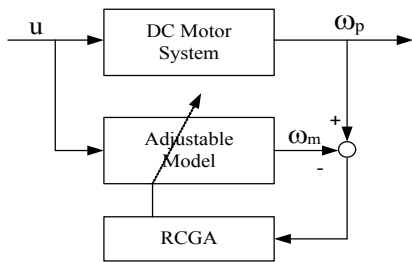 u
DC Motor
System
ωp
Adjustable
Model
ωm
+
-
RCGA